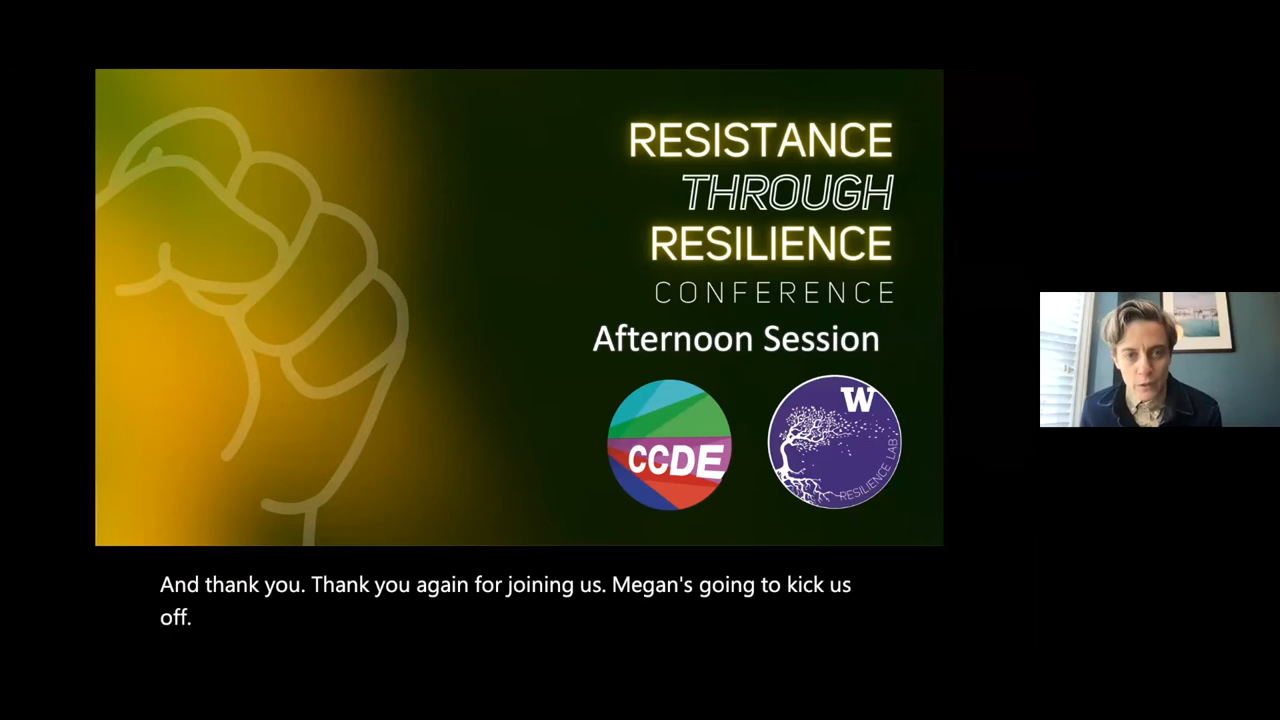 RESISTANCE
THROUGH
RESILIENCE
CONFERENCE
Afternoon Session
CCDE
W
RESILIENCE LAB
And thank you. Thank you again for joining us. Megan's going to kick us
off.